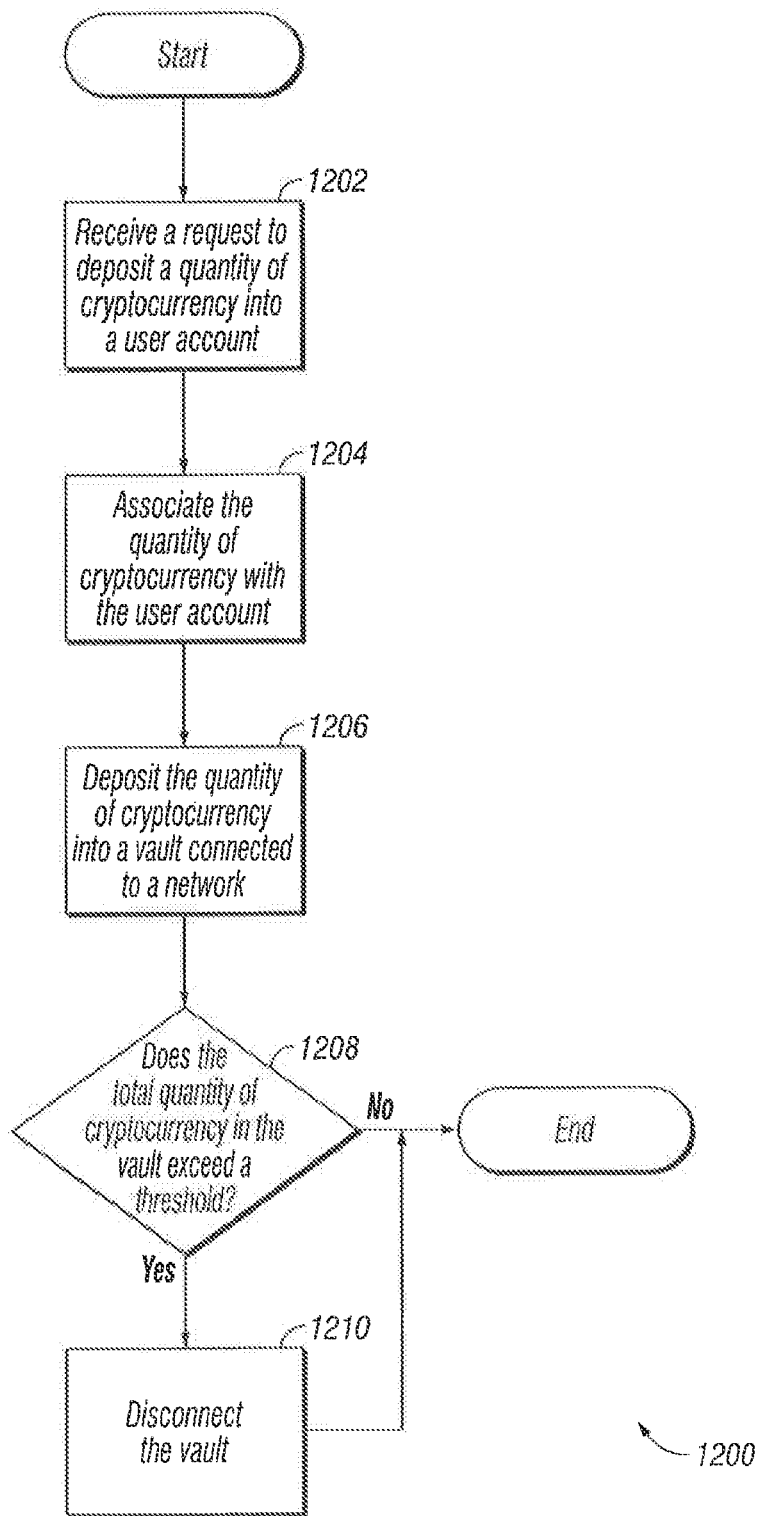 Start
1202
Receive a request to
deposit a quantity of
cryptocurrency into
a user account
1204
Associate the
quantity of
cryptocurrency with
the user account
1206
Deposit the quantity
of cryptocurrency
into a vault connected
to a network
1208
Does the
total quantity of
cryptocurrency in the
vault exceed a
threshold?
No
End
Yes
1210
Disconnect
the vault
1200